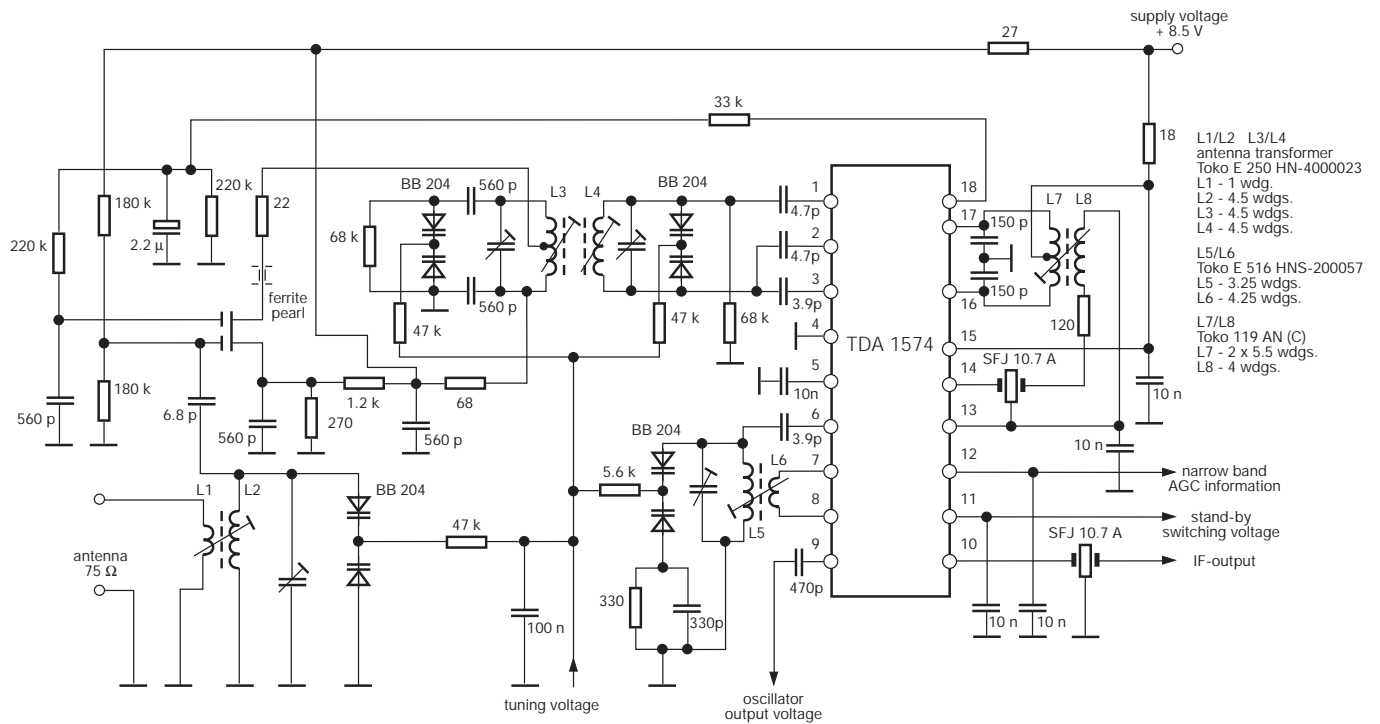 supply voltage
+ 8.5 V
27
33 k
18
L1/L2 L3/L4
antenna transformer
Toko E 250 HN-4000023
L1 - 1 wdg.
L2 - 4.5 wdgs.
L3 - 4.5 wdgs.
L4 - 4.5 wdgs.
L5/L6
Toko E 516 HNS-200057
L5 - 3.25 wdgs.
L6 - 4.25 wdgs.
L7/L8
Toko 119 AN (C)
L7 - 2 x 5.5 wdgs.
L8 - 4 wdgs.
180 k
220 k
22
2.2 µ
220 k
ferrite
pearl
BB 204
560 p
L3
L4
BB 204
68 k
560 p
47 k
47 k
68 k
1
4.7p
2
4.7p
3
3.9p
4
5
10n
6
3.9p
7
8
9
470p
TDA 1574
18
17
150 p
L7
L8
150 p
16
120
15
SFJ 10.7 A
14
10 n
13
10 n
12
narrow band
AGC information
11
stand-by
switching voltage
10
SFJ 10.7 A
IF-output
10 n
10 n
560 p
180 k
6.8 p
560 p
270
1.2 k
68
560 p
BB 204
5.6 k
L6
L5
L1
L2
BB 204
47 k
antenna
75 Ω
100 n
330
330p
tuning voltage
oscillator
output voltage